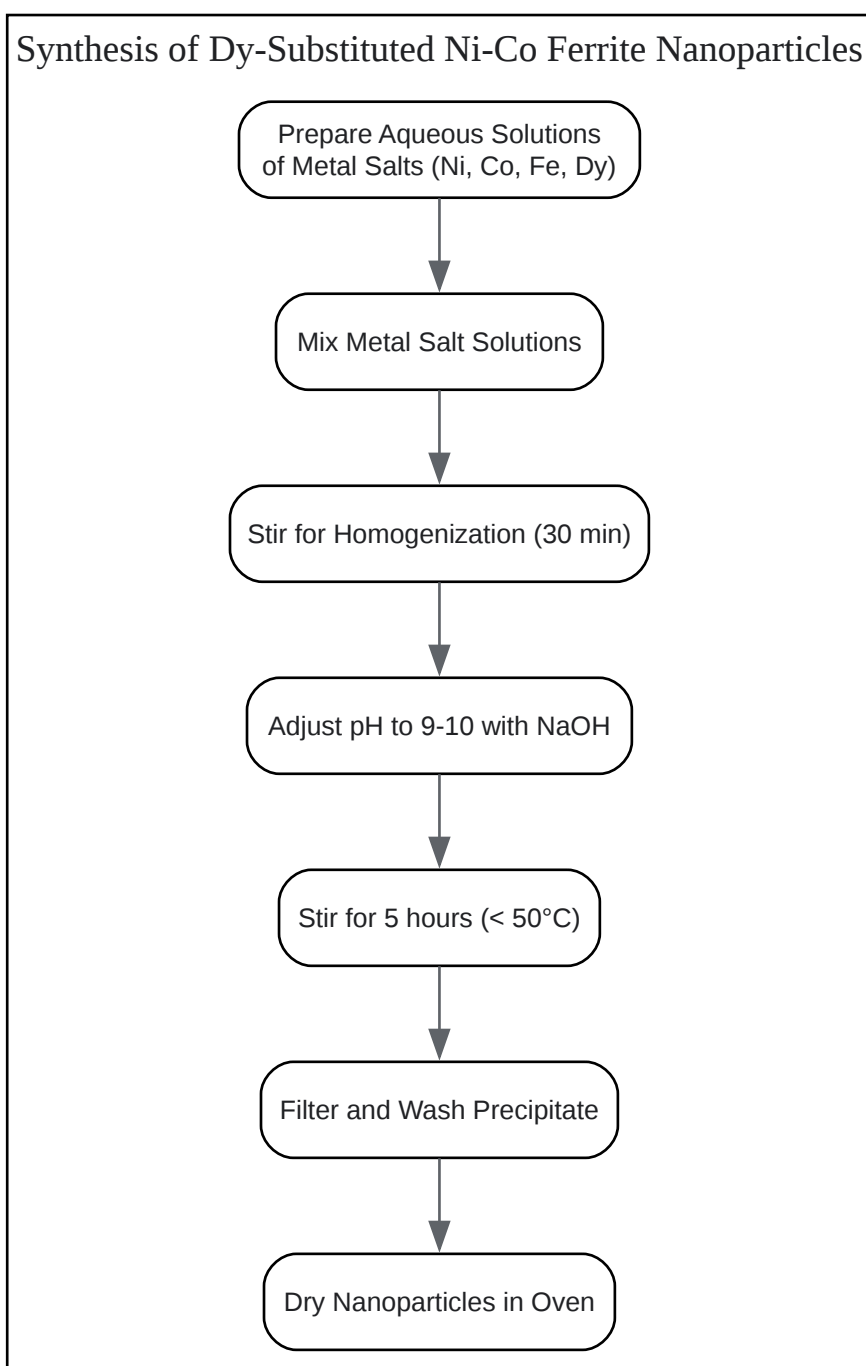 Synthesis of Dy-Substituted Ni-Co Ferrite Nanoparticles
Prepare Aqueous Solutions
of Metal Salts (Ni, Co, Fe, Dy)
Mix Metal Salt Solutions
Stir for Homogenization (30 min)
Adjust pH to 9-10 with NaOH
Stir for 5 hours (< 50°C)
Filter and Wash Precipitate
Dry Nanoparticles in Oven